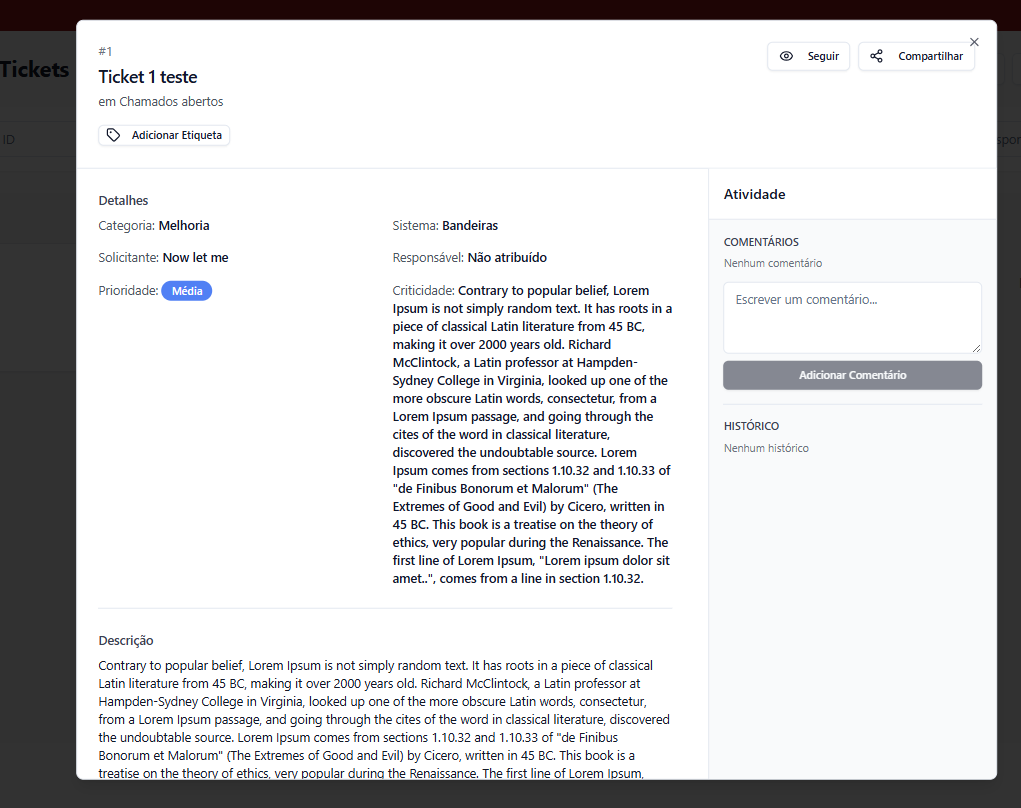 Tickets
ID
spor
#1
Ticket 1 teste
em Chamados abertos
Adicionar Etiqueta
Seguir
Compartilhar
Detalhes
Categoria: Melhoria
Sistema: Bandeiras
Solicitante: Now let me
Responsável: Não atribuído
Prioridade: Média
Criticidade: Contrary to popular belief, Lorem
Ipsum is not simply random text. It has roots in a
piece of classical Latin literature from 45 BC,
making it over 2000 years old. Richard
McClintock, a Latin professor at Hampden-
Sydney College in Virginia, looked up one of the
more obscure Latin words, consectetur, from a
Lorem Ipsum passage, and going through the
cites of the word in classical literature,
discovered the undoubtable source. Lorem
Ipsum comes from sections 1.10.32 and 1.10.33 of
"de Finibus Bonorum et Malorum" (The
Extremes of Good and Evil) by Cicero, written in
45 BC. This book is a treatise on the theory of
ethics, very popular during the Renaissance. The
first line of Lorem Ipsum, "Lorem ipsum dolor sit
amet..", comes from a line in section 1.10.32.
Descrição
Contrary to popular belief, Lorem Ipsum is not simply random text. It has roots in a piece of classical
Latin literature from 45 BC, making it over 2000 years old. Richard McClintock, a Latin professor at
Hampden-Sydney College in Virginia, looked up one of the more obscure Latin words, consectetur,
from a Lorem Ipsum passage, and going through the cites of the word in classical literature, discovered
the undoubtable source. Lorem Ipsum comes from sections 1.10.32 and 1.10.33 of "de Finibus
Bonorum et Malorum" (The Extremes of Good and Evil) by Cicero, written in 45 BC. This book is a
treatise on the theory of ethics, very popular during the Renaissance. The first line of Lorem Ipsum,
Atividade
COMENTÁRIOS
Nenhum comentário
Escrever um comentário...
Adicionar Comentário
HISTÓRICO
Nenhum histórico